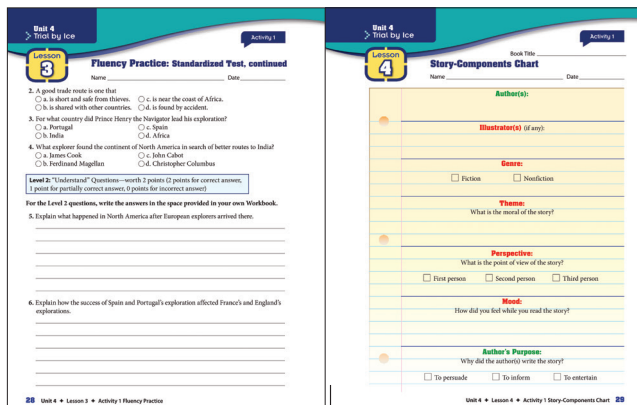 Unit 4
> Trial by Ice
Activity 1
Lesson
3
Fluency Practice: Standardized Test, continued
Name Date
2. A good trade route is one that
a. is short and safe from thieves. c. is near the coast of Africa.
b. is shared with other countries. d. is found by accident.
3. For what country did Prince Henry the Navigator lead his exploration?
a. Portugal c. Spain
b. India d. Africa
4. What explorer found the continent of North America in search of better routes to India?
a. James Cook c. John Cabot
b. Ferdinand Magellan d. Christopher Columbus
Level 2: "Understand" Questions—worth 2 points (2 points for correct answer,
1 point for partially correct answer, 0 points for incorrect answer)
For the Level 2 questions, write the answers in the space provided in your own Workbook.
5. Explain what happened in North America after European explorers arrived there.
6. Explain how the success of Spain and Portugal's exploration affected France's and England's
explorations.
28 Unit 4 + Lesson 3 + Activity 1 Fluency Practice
Unit 4
> Trial by Ice
Activity 1
Lesson
4
Book Title
Story-Components Chart
Name Date
Author(s):
Illustrator(s) (if any):
Genre:
Fiction Nonfiction
Theme:
What is the moral of the story?
Perspective:
What is the point of view of the story?
First person Second person Third person
Mood:
How did you feel while you read the story?
Author's Purpose:
Why did the author(s) write the story?
To persuade To inform To entertain
Unit 4 + Lesson 4 + Activity 1 Story-Components Chart 29